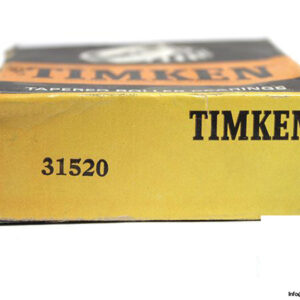 TIMKEN
TAPERED ROLLER BEARINGS
TIMKEN
31520